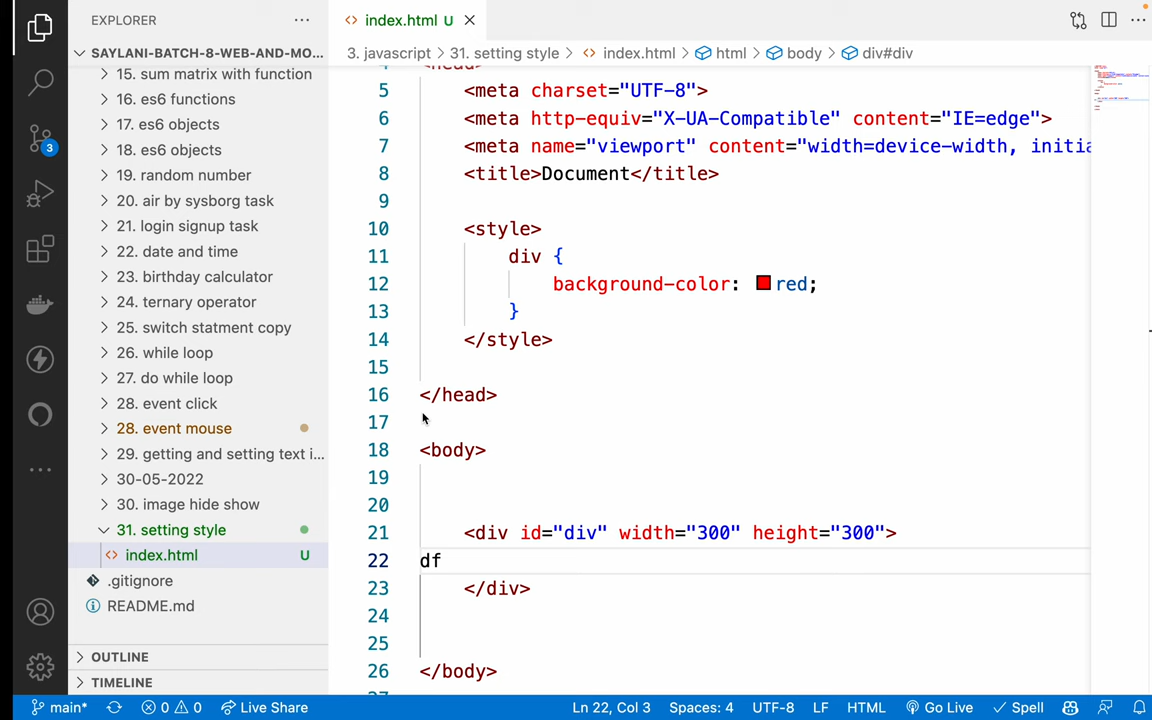 EXPLORER
SAYLANI-BATCH-8-WEB-AND-MO...
15. sum matrix with function
16. es6 functions
17. es6 objects
18. es6 objects
19. random number
20. air by sysborg task
21. login signup task
22. date and time
23. birthday calculator
24. ternary operator
25. switch statment copy
26. while loop
27. do while loop
28. event click
28. event mouse
29. getting and setting text i...
30-05-2022
30. image hide show
31. setting style
index.html U
.gitignore
README.md
OUTLINE
TIMELINE
3
index.html U
3. javascript > 31. setting style > index.html > html > body > div#div
4 <head>
5 <meta charset="UTF-8">
6 <meta http-equiv="X-UA-Compatible" content="IE=edge">
7 <meta name="viewport" content="width=device-width, initia
8 <title>Document</title>
9
10 <style>
11 div {
12 background-color: red;
13 }
14 </style>
15
16 </head>
17
18 <body>
19
20
21 <div id="div" width="300" height="300">
22 df
23 </div>
24
25
26 </body>
27
main* 0 0 Live Share Ln 22, Col 3 Spaces: 4 UTF-8 LF HTML Go Live Spell